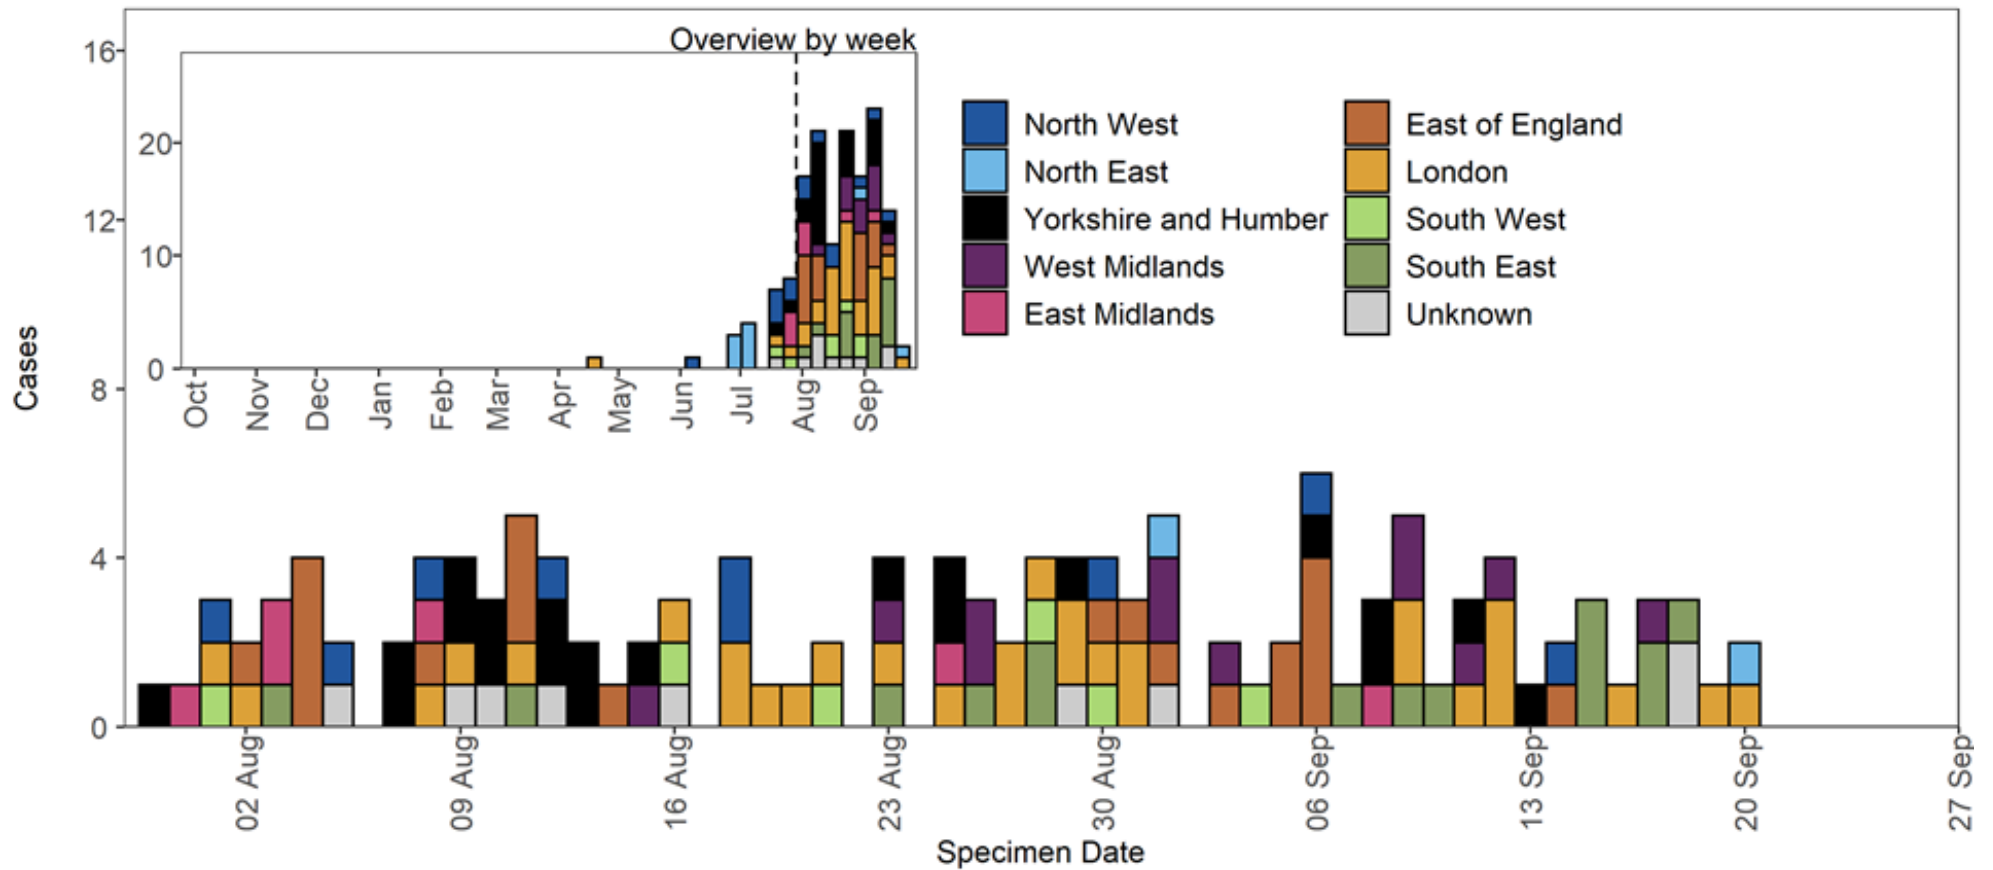 Overview by week
16
12
8
4
0
Cases
20
10
0
Oct
Nov
Dec
Jan
Feb
Mar
Apr
May
Jun
Jul
Aug
Sep
North West
North East
Yorkshire and Humber
West Midlands
East Midlands
East of England
London
South West
South East
Unknown
02 Aug
09 Aug
16 Aug
23 Aug
30 Aug
06 Sep
13 Sep
20 Sep
27 Sep
Specimen Date